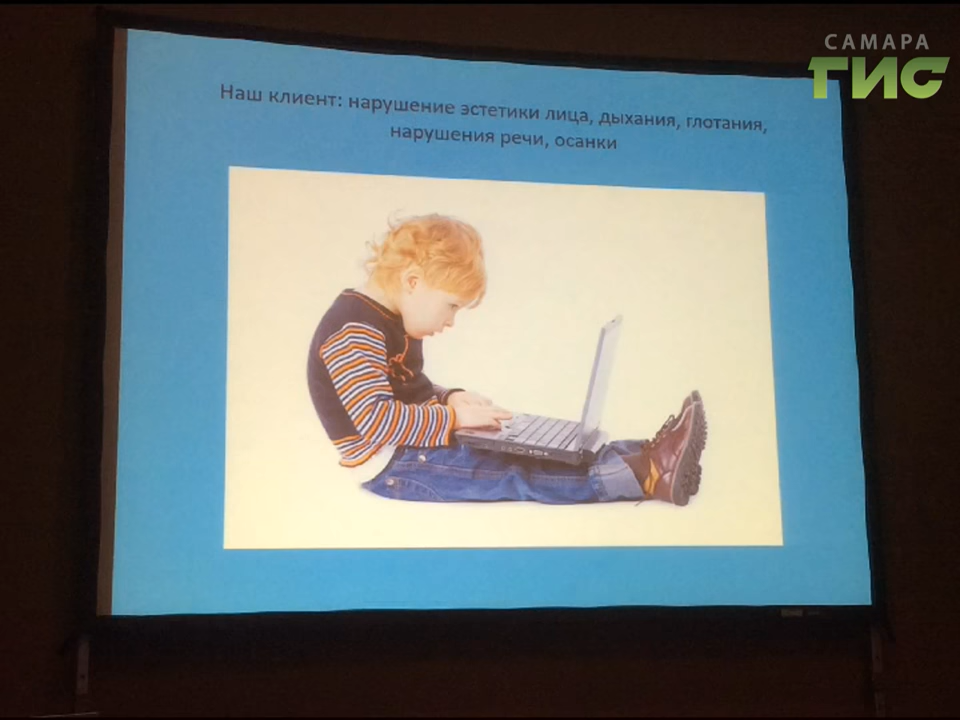 САМАРА
ГИС
Наш клиент: нарушение эстетики лица, дыхания, глотания,
нарушения речи, осанки